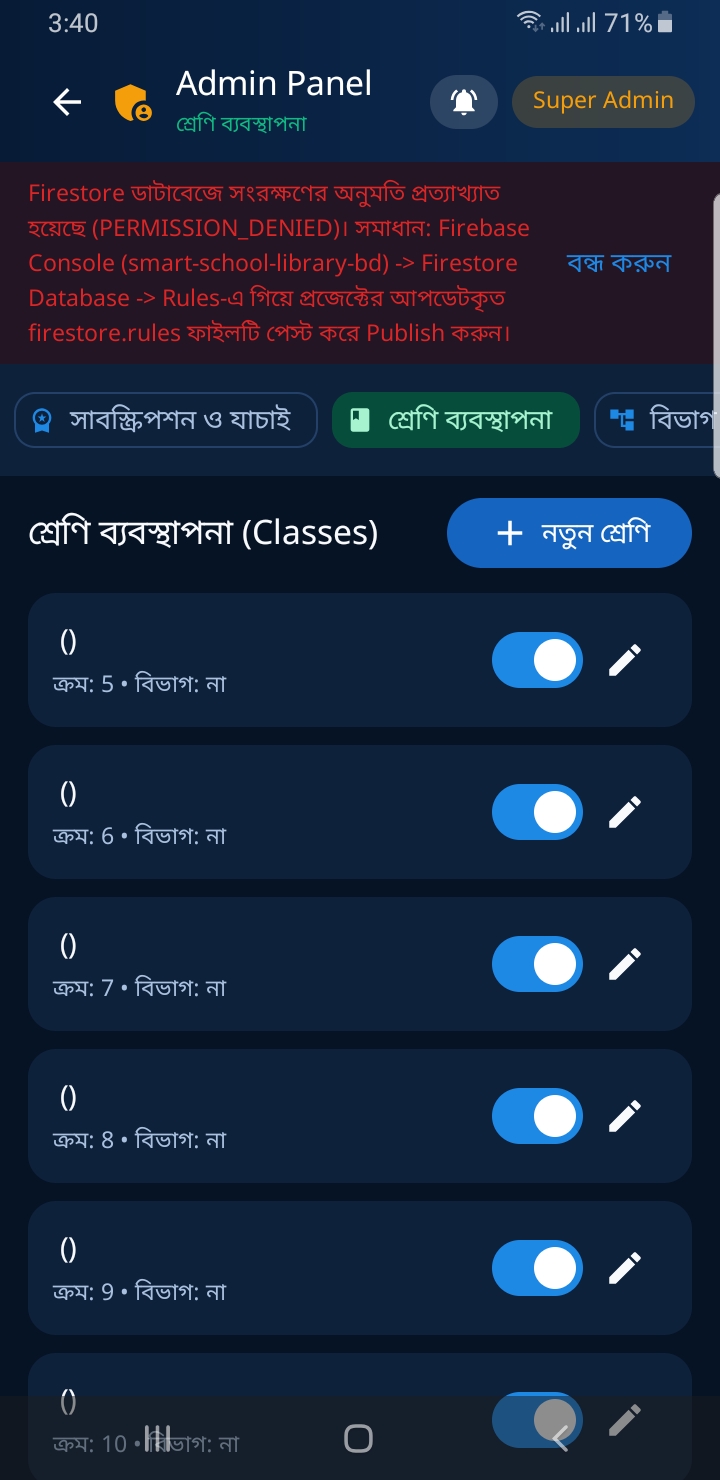 3:40
71%
Admin Panel
শ্রেণি ব্যবস্থাপনা
Super Admin
Firestore ডাটাবেজে সংরক্ষণের অনুমতি প্রত্যাখ্যাত
হয়েছে (PERMISSION_DENIED)। সমাধান: Firebase
Console (smart-school-library-bd) -> Firestore
Database -> Rules-এ গিয়ে প্রজেক্টের আপডেটকৃত
firestore.rules ফাইলটি পেস্ট করে Publish করুন।
বন্ধ করুন
সাবস্ক্রিপশন ও যাচাই
শ্রেণি ব্যবস্থাপনা
বিভাগ
শ্রেণি ব্যবস্থাপনা (Classes)
+ নতুন শ্রেণি
()
ক্রম: 5 • বিভাগ: না
()
ক্রম: 6 • বিভাগ: না
()
ক্রম: 7 • বিভাগ: না
()
ক্রম: 8 • বিভাগ: না
()
ক্রম: 9 • বিভাগ: না
()
ক্রম: 10 • বিভাগ: না